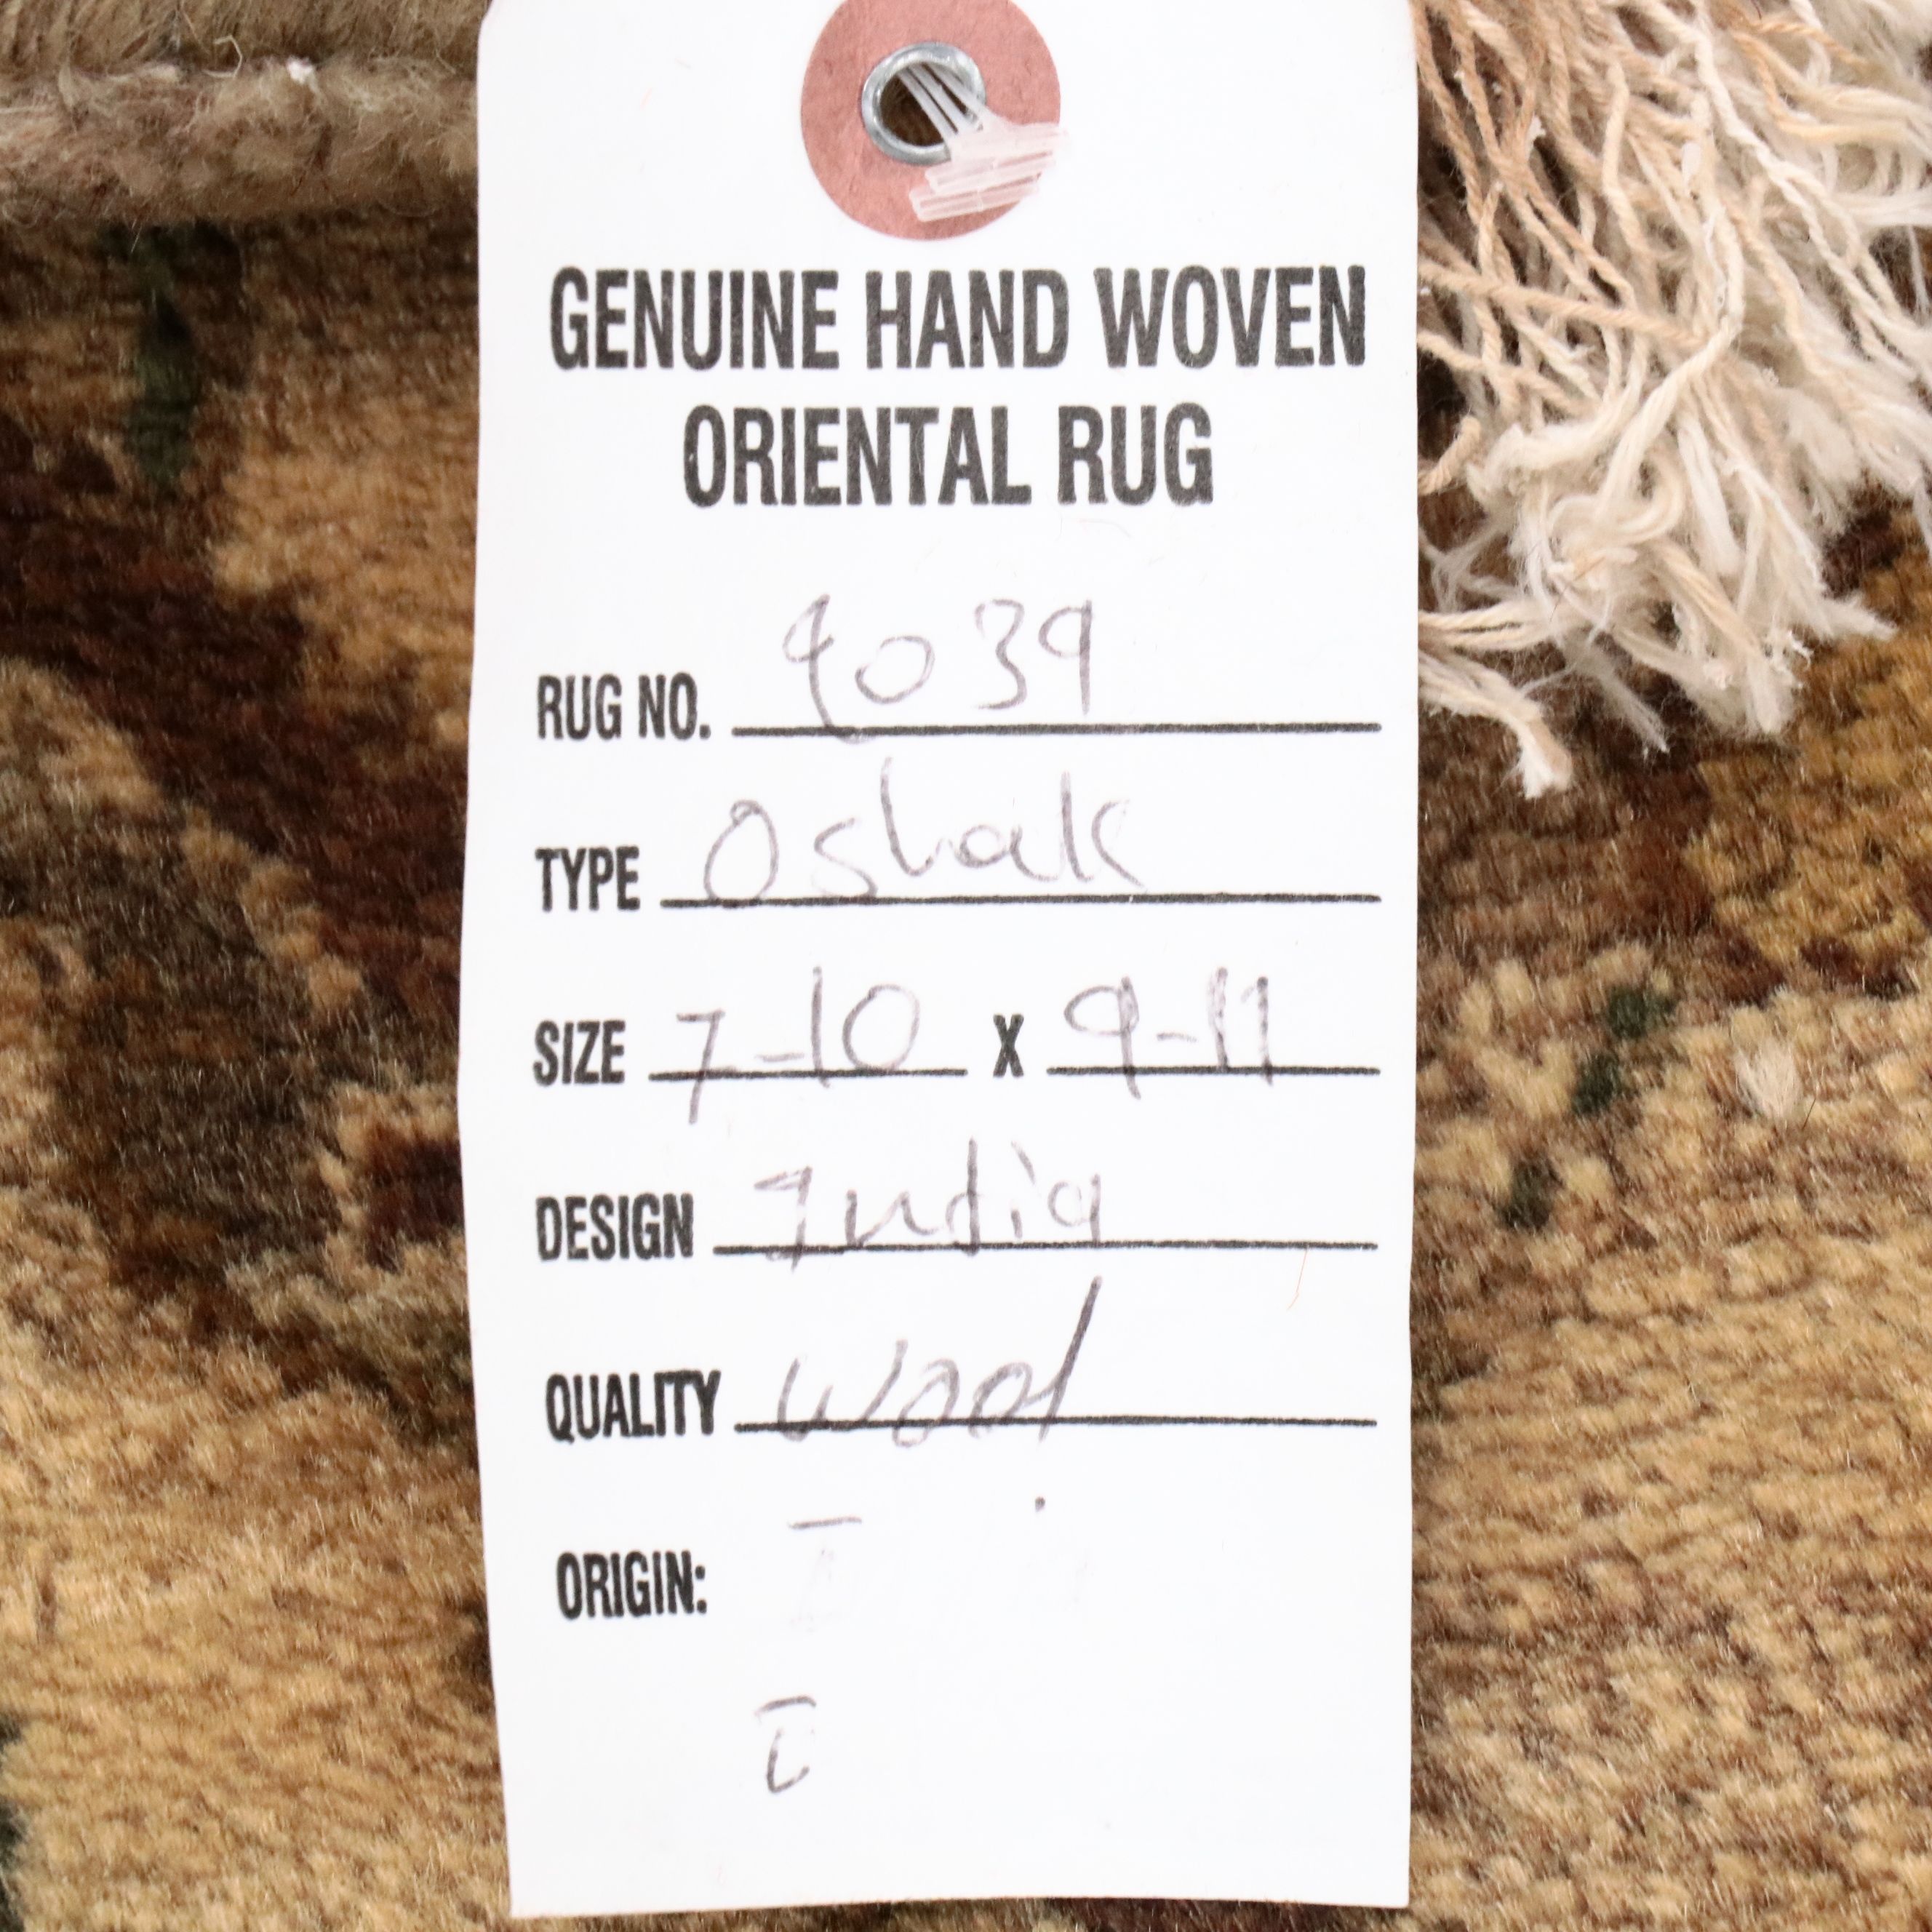 GENUINE HAND WOVEN
ORIENTAL RUG
RUG NO. 9039
TYPE Oshak
SIZE 7-10 X 9-11
DESIGN India
QUALITY Wool
ORIGIN: